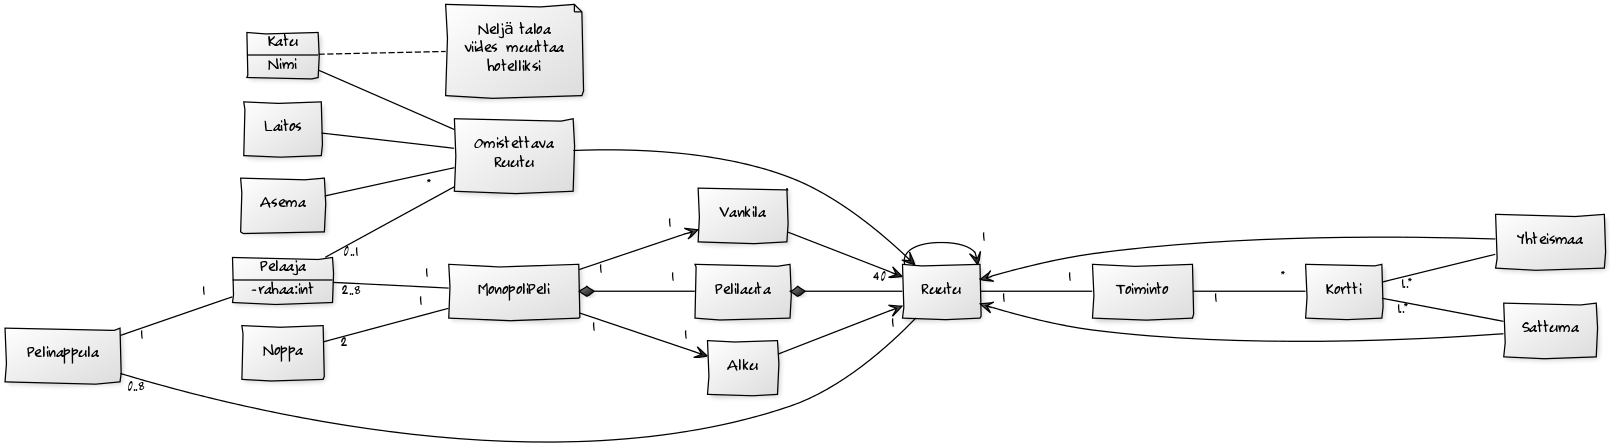 Neljä taloa
viides muuttaa
hotelliksi
Katu
Nimi
Laitos
Omistettava
Ruutu
*
Asema
0..1
Pelaaja
-rahaa:int
1
2..8
1
1
Pelinappula
0..8
Noppa
2
1
MonopoliPeli
1
1
Vankila
1
Pelilauta
1
1
Alku
40
1
Ruutu
1
1
1
Toiminto
1
*
Kortti
1..*
1..*
Yhteismaa
Sattuma